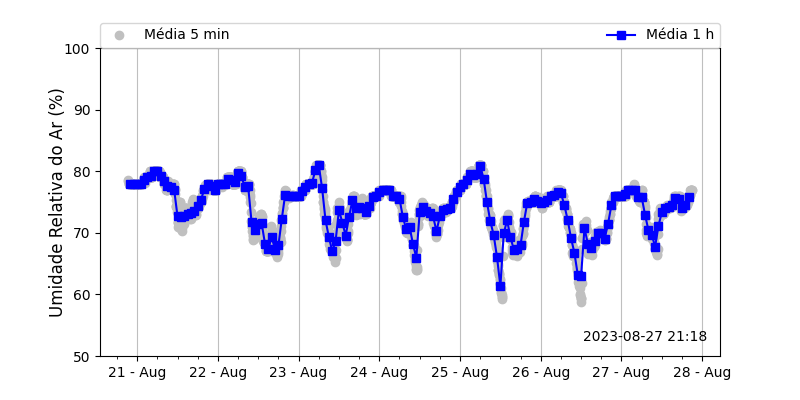 Média 5 min
Média 1 h
Umidade Relativa do Ar (%)
100
90
80
70
60
50
2023-08-27 21:18
21 - Aug
22 - Aug
23 - Aug
24 - Aug
25 - Aug
26 - Aug
27 - Aug
28 - Aug